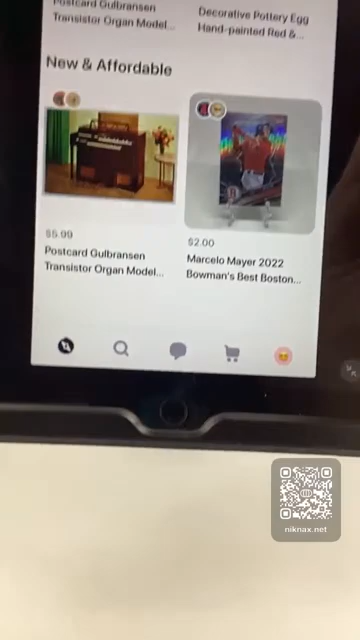 Postcard Gulbransen
Transistor Organ Model...
Decorative Pottery Egg
Hand-painted Red &...
New & Affordable
$5.99
Postcard Gulbransen
Transistor Organ Model...
$2.00
Marcelo Mayer 2022
Bowman's Best Boston...
niknax.net